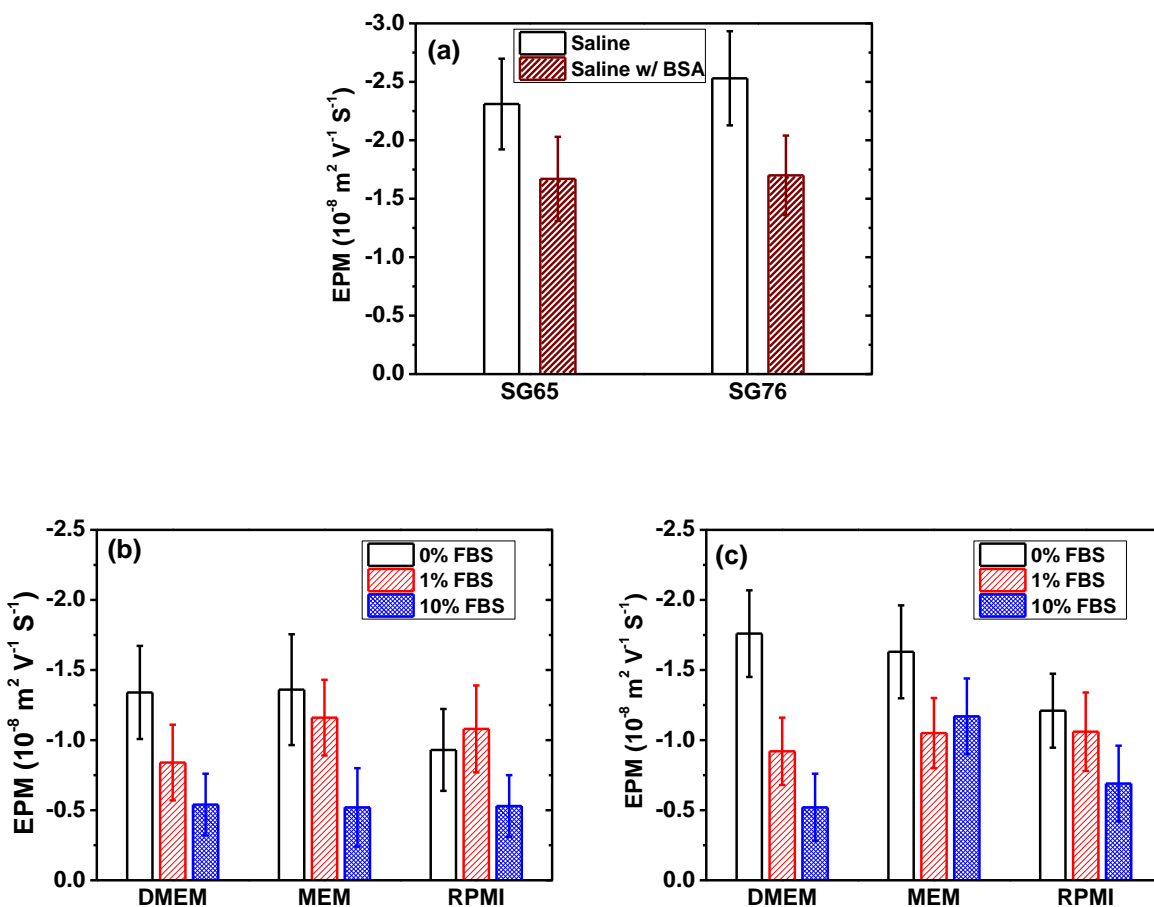 (a)
Saline
Saline w/ BSA
EPM (10⁻⁸ m² V⁻¹ S⁻¹)
-3.0
-2.5
-2.0
-1.5
-1.0
-0.5
0.0
SG65 SG76
(b)
0% FBS
1% FBS
10% FBS
EPM (10⁻⁸ m² V⁻¹ S⁻¹)
-2.5
-2.0
-1.5
-1.0
-0.5
0.0
DMEM MEM RPMI
(c)
0% FBS
1% FBS
10% FBS
EPM (10⁻⁸ m² V⁻¹ S⁻¹)
-2.5
-2.0
-1.5
-1.0
-0.5
0.0
DMEM MEM RPMI